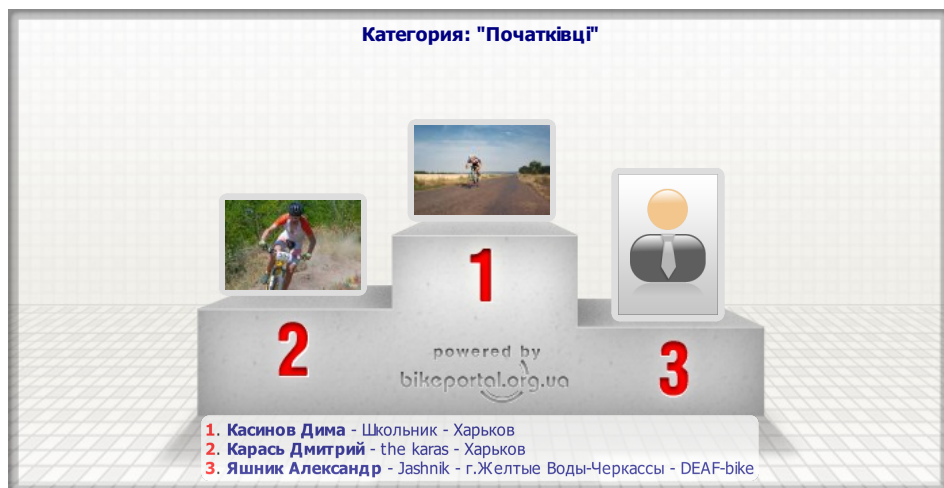 Категория: "Початківці"
1
2
3
powered by
bikeportal.org.ua
1. Касинов Дима - Школьник - Харьков
2. Карась Дмитрий - the karas - Харьков
3. Яшник Александр - Jashnik - г.Желтые Воды-Черкассы - DEAF-bike